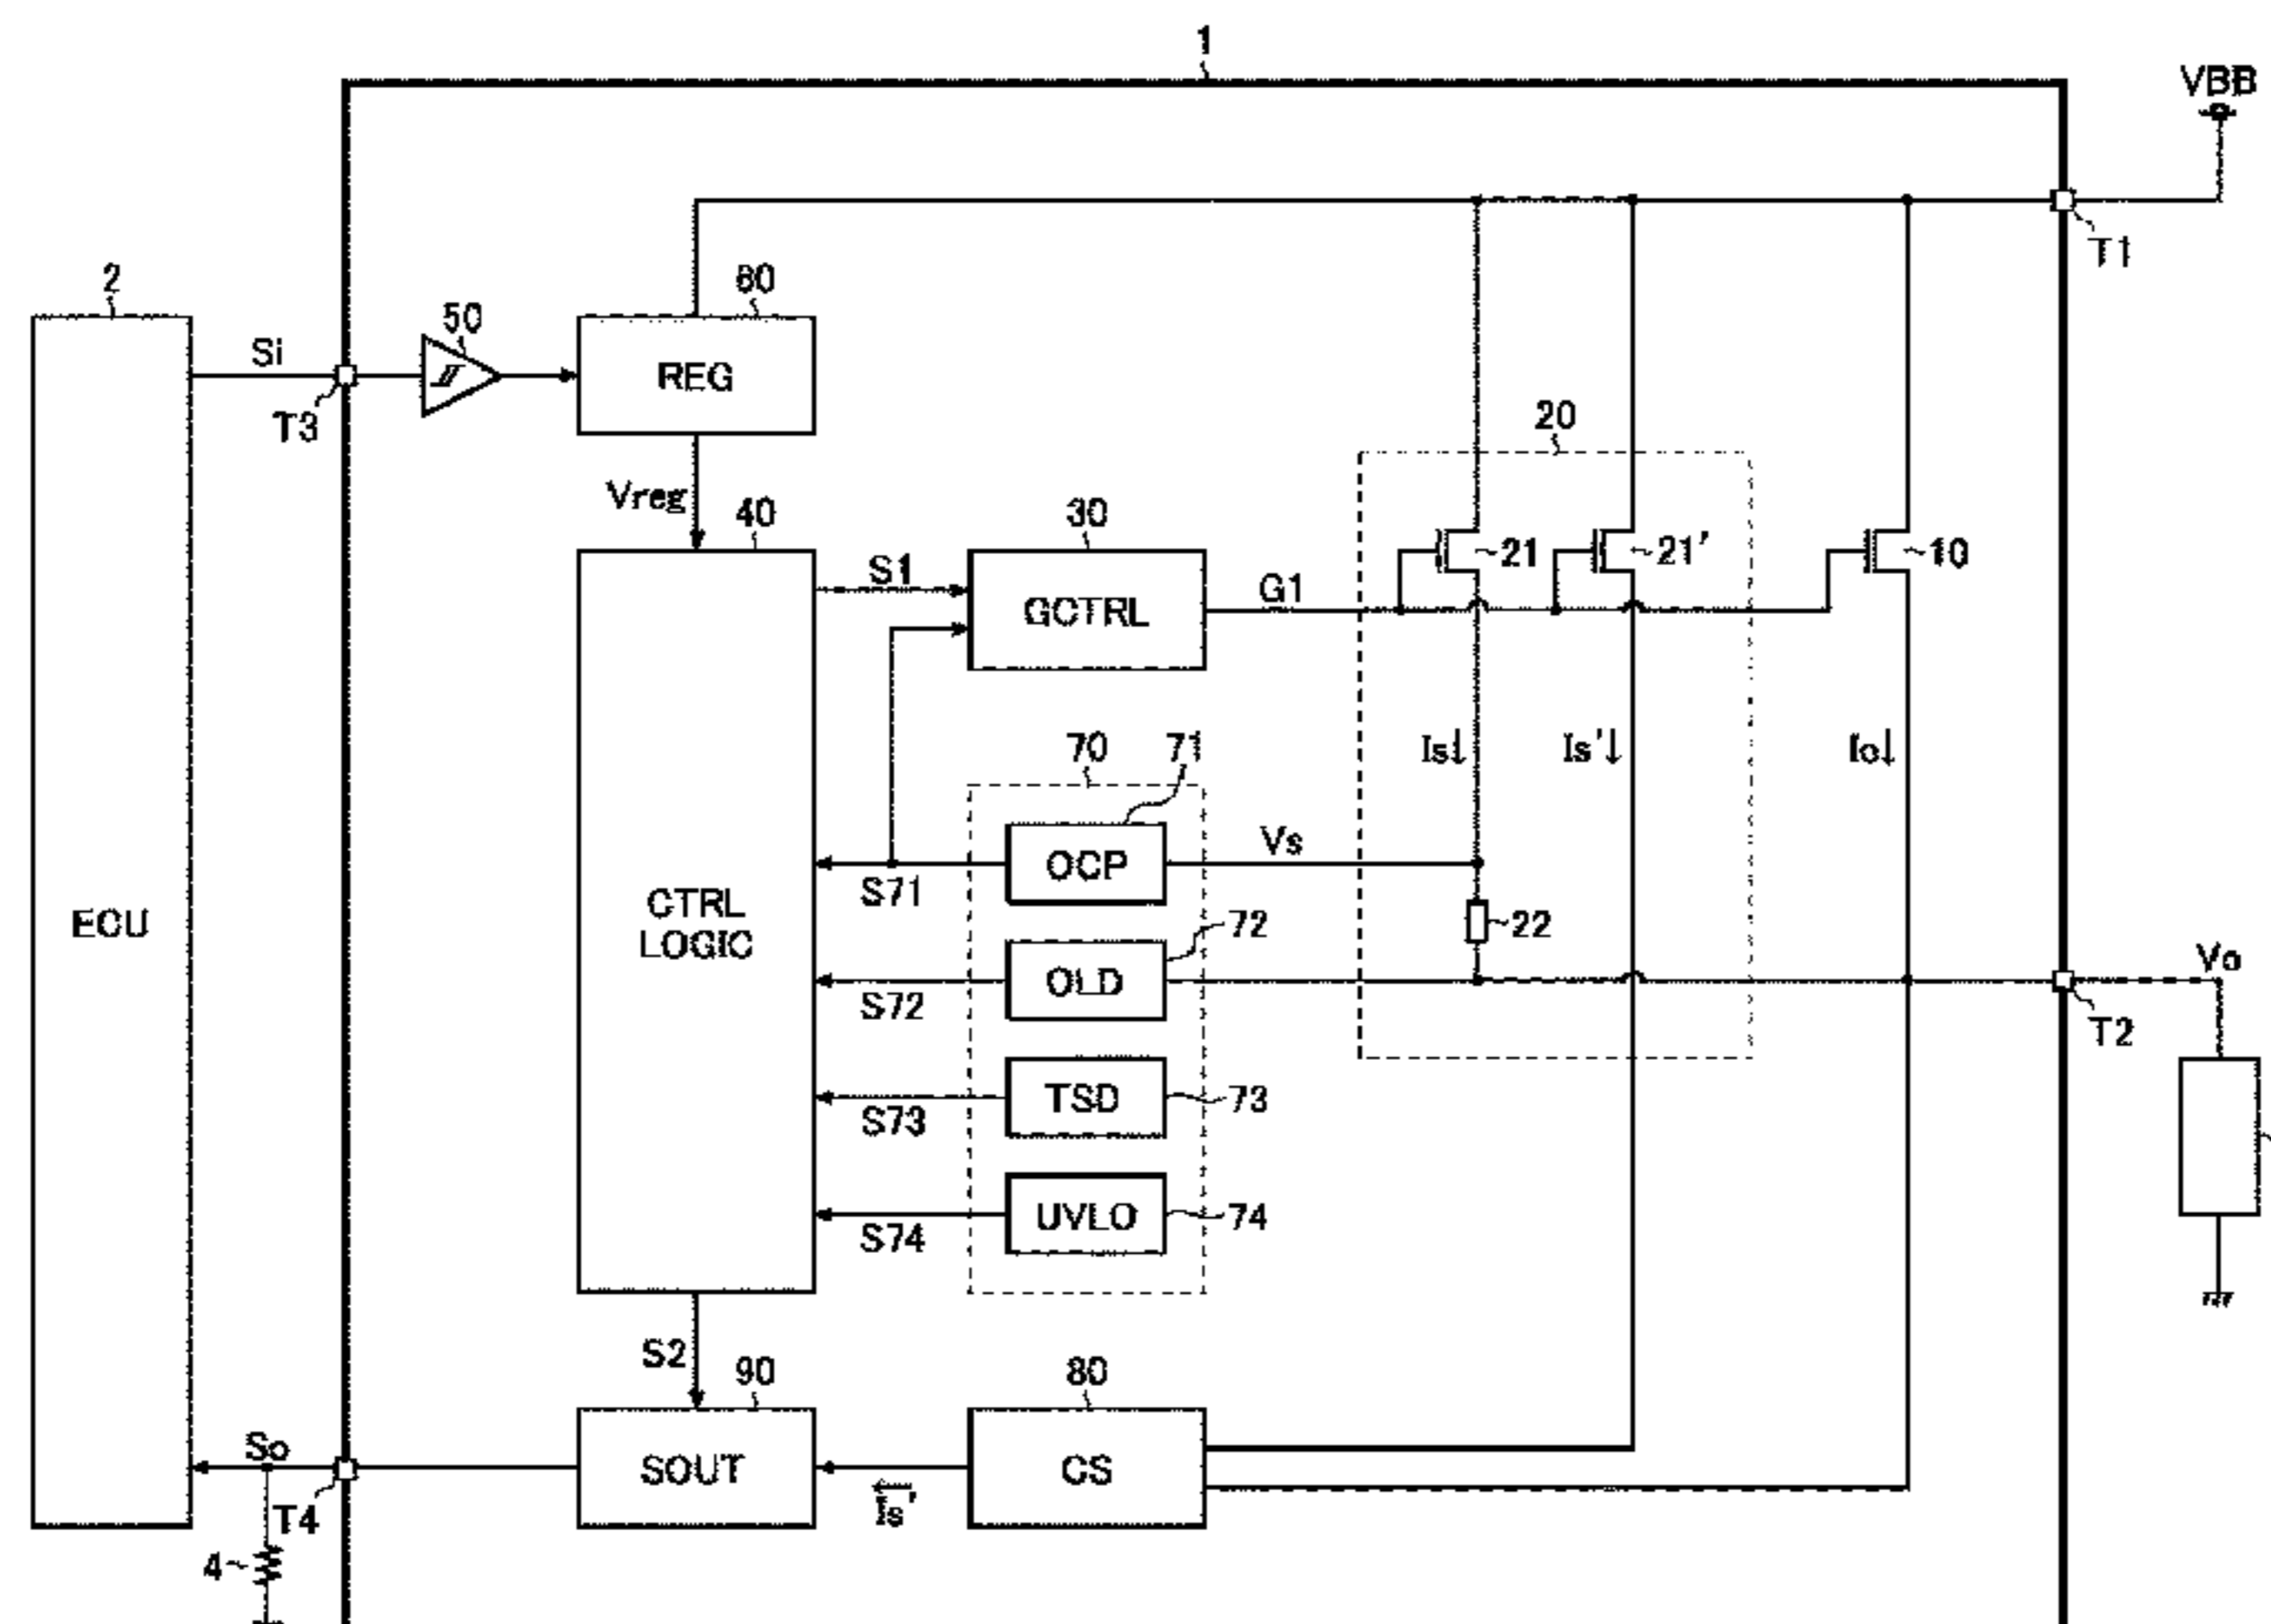 1
VBB
T1
2
60
50
Si
REG
T3
20
Vreg
40
30
S1
21
21'
10
GCTRL
G1
70
71
Is↓
Is'↓
Io↓
OCP
Vs
S71
CTRL
LOGIC
ECU
72
22
OLD
S72
Vo
T2
TSD
73
S73
UVLO
74
S74
S2
90
80
So
SOUT
CS
Is'
T4
4